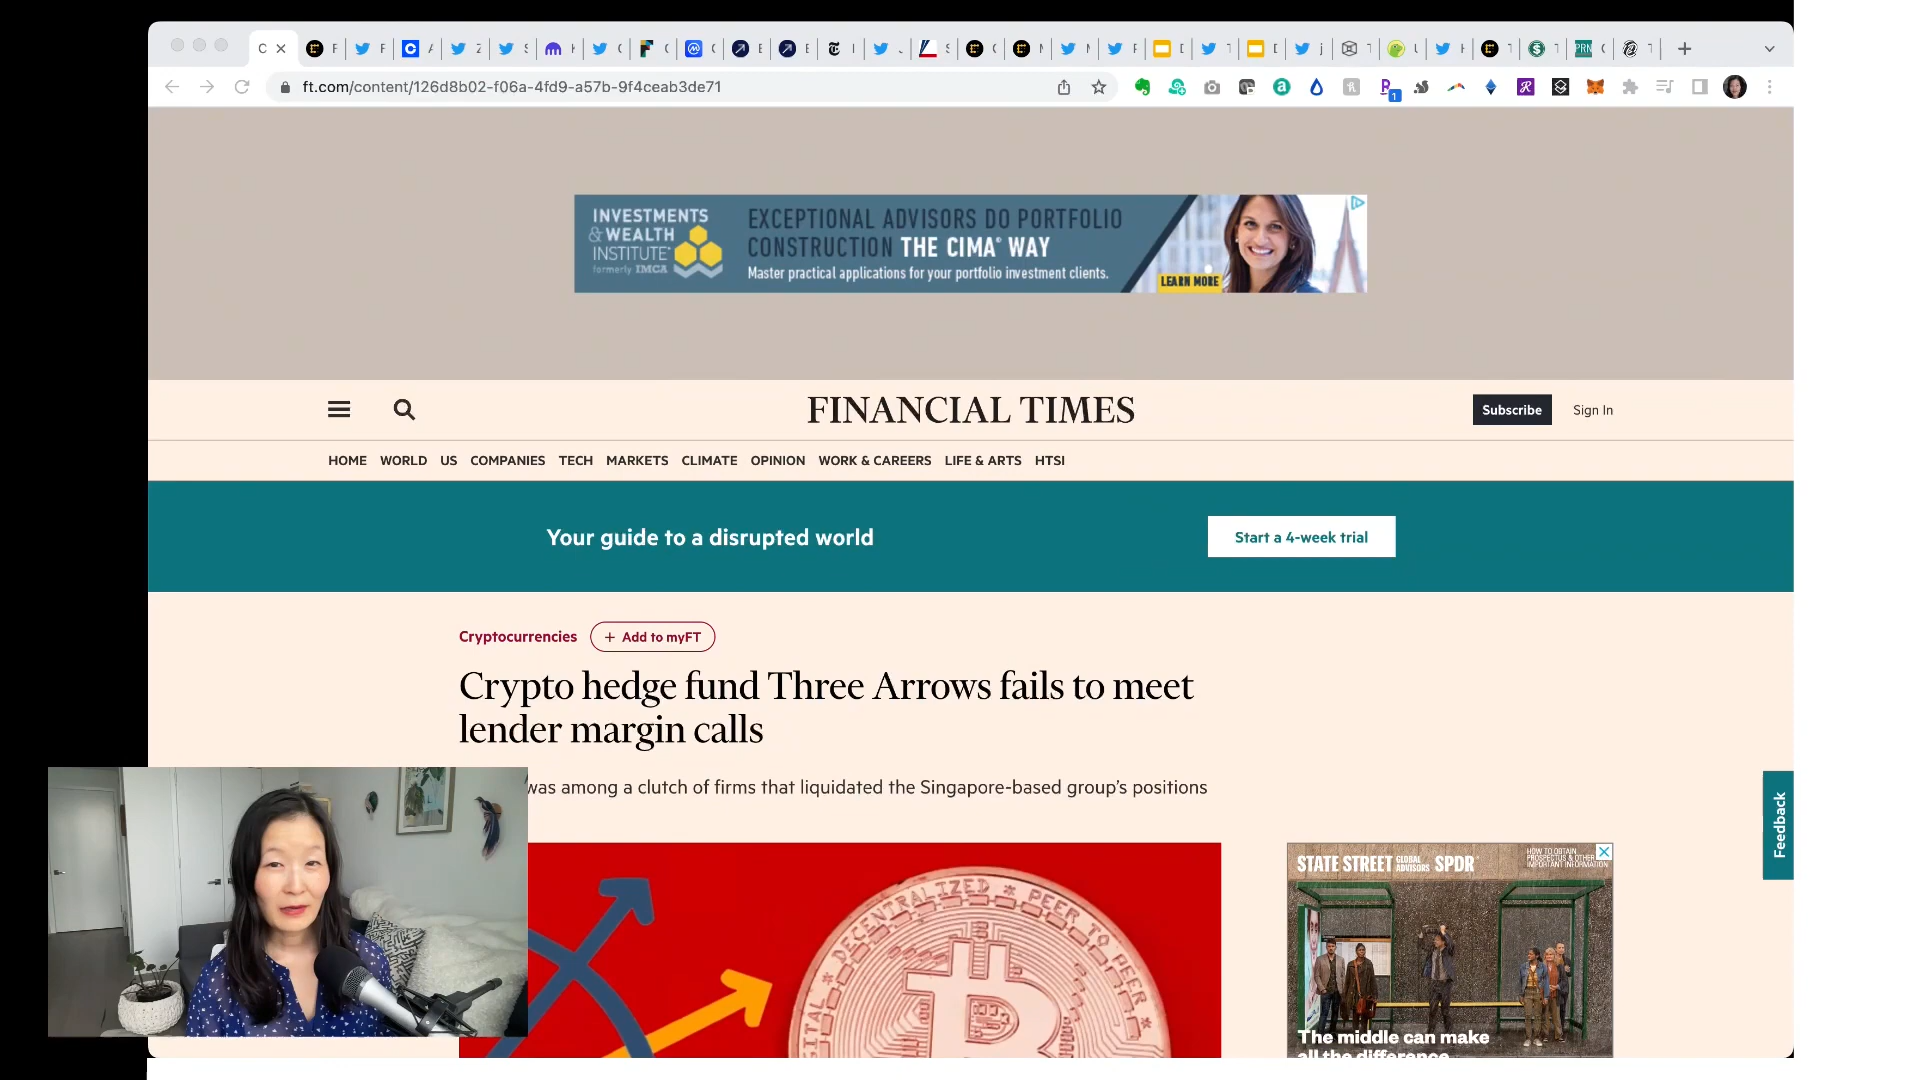 ft.com/content/126d8b02-f06a-4fd9-a57b-9f4ceab3de71
1
INVESTMENTS
& WEALTH
INSTITUTE
formerly IMCA
EXCEPTIONAL ADVISORS DO PORTFOLIO
CONSTRUCTION THE CIMA® WAY
Master practical applications for your portfolio investment clients.
LEARN MORE
FINANCIAL TIMES
Subscribe
Sign In
HOME WORLD US COMPANIES TECH MARKETS CLIMATE OPINION WORK & CAREERS LIFE & ARTS HTSI
Your guide to a disrupted world
Start a 4-week trial
Cryptocurrencies
+ Add to myFT
Crypto hedge fund Three Arrows fails to meet
lender margin calls
was among a clutch of firms that liquidated the Singapore-based group's positions
Feedback
DECENTRALIZED * PEER TO PEER
STATE STREET GLOBAL ADVISORS SPDR
HOW TO OBTAIN
PROSPECTUS & OTHER
IMPORTANT INFORMATION
The middle can make
all the difference